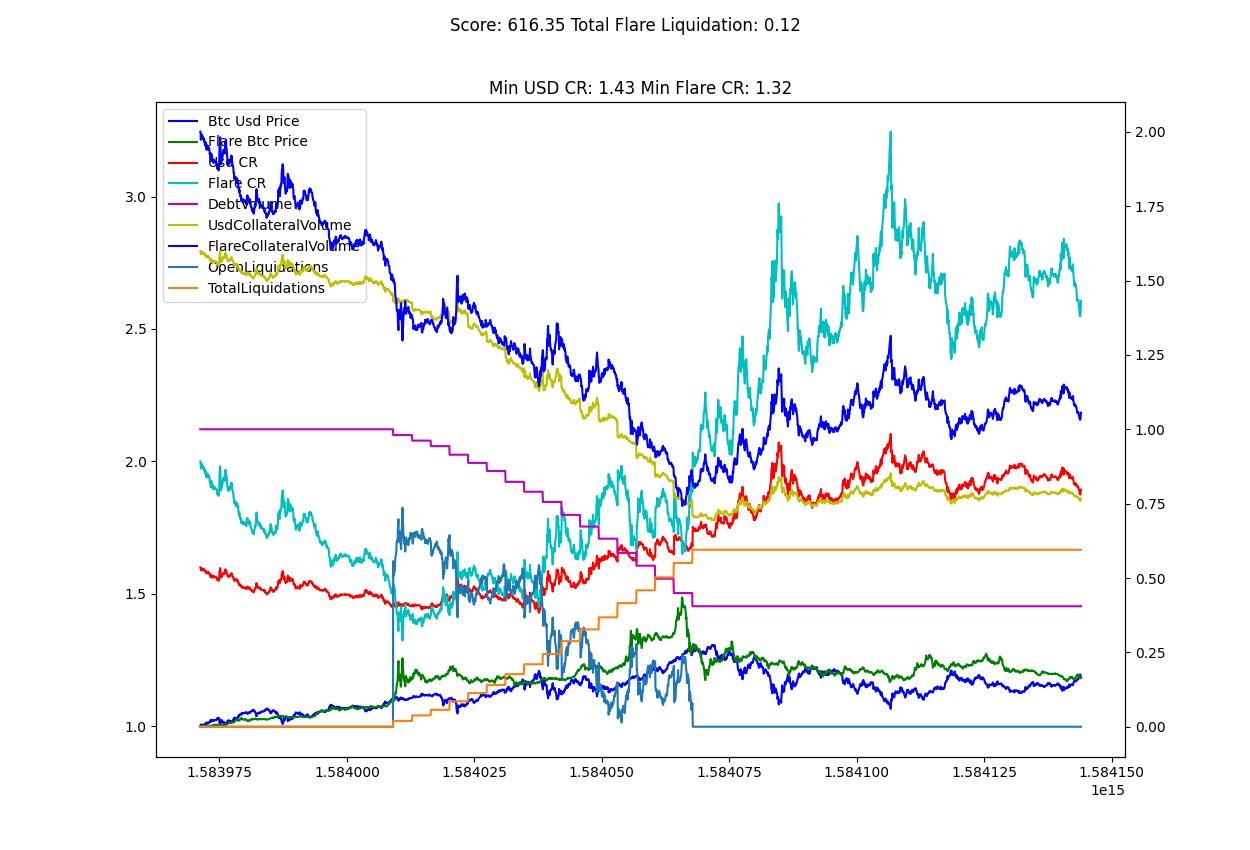 Score: 616.35 Total Flare Liquidation: 0.12
Min USD CR: 1.43 Min Flare CR: 1.32
Btc Usd Price
Flare Btc Price
Usd CR
Flare CR
DebtVolume
UsdCollateralVolume
FlareCollateralVolume
OpenLiquidations
TotalLiquidations
3.0
2.5
2.0
1.5
1.0
2.00
1.75
1.50
1.25
1.00
0.75
0.50
0.25
0.00
1.583975
1.584000
1.584025
1.584050
1.584075
1.584100
1.584125
1.584150
1e15